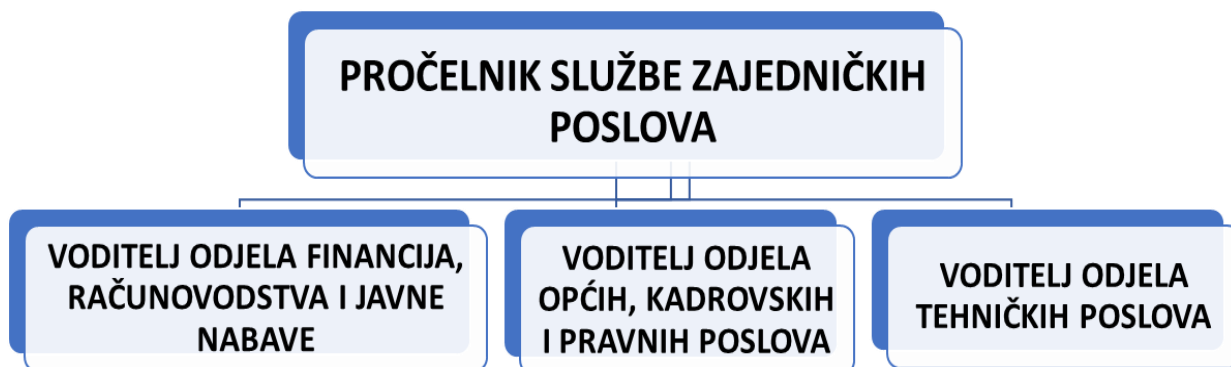 PROČELNIK SLUŽBE ZAJEDNIČKIH
POSLOVA
VODITELJ ODJELA FINANCIJA,
RAČUNOVODSTVA I JAVNE
NABAVE
VODITELJ ODJELA
OPĆIH, KADROVSKIH
I PRAVNIH POSLOVA
VODITELJ ODJELA
TEHNIČKIH POSLOVA